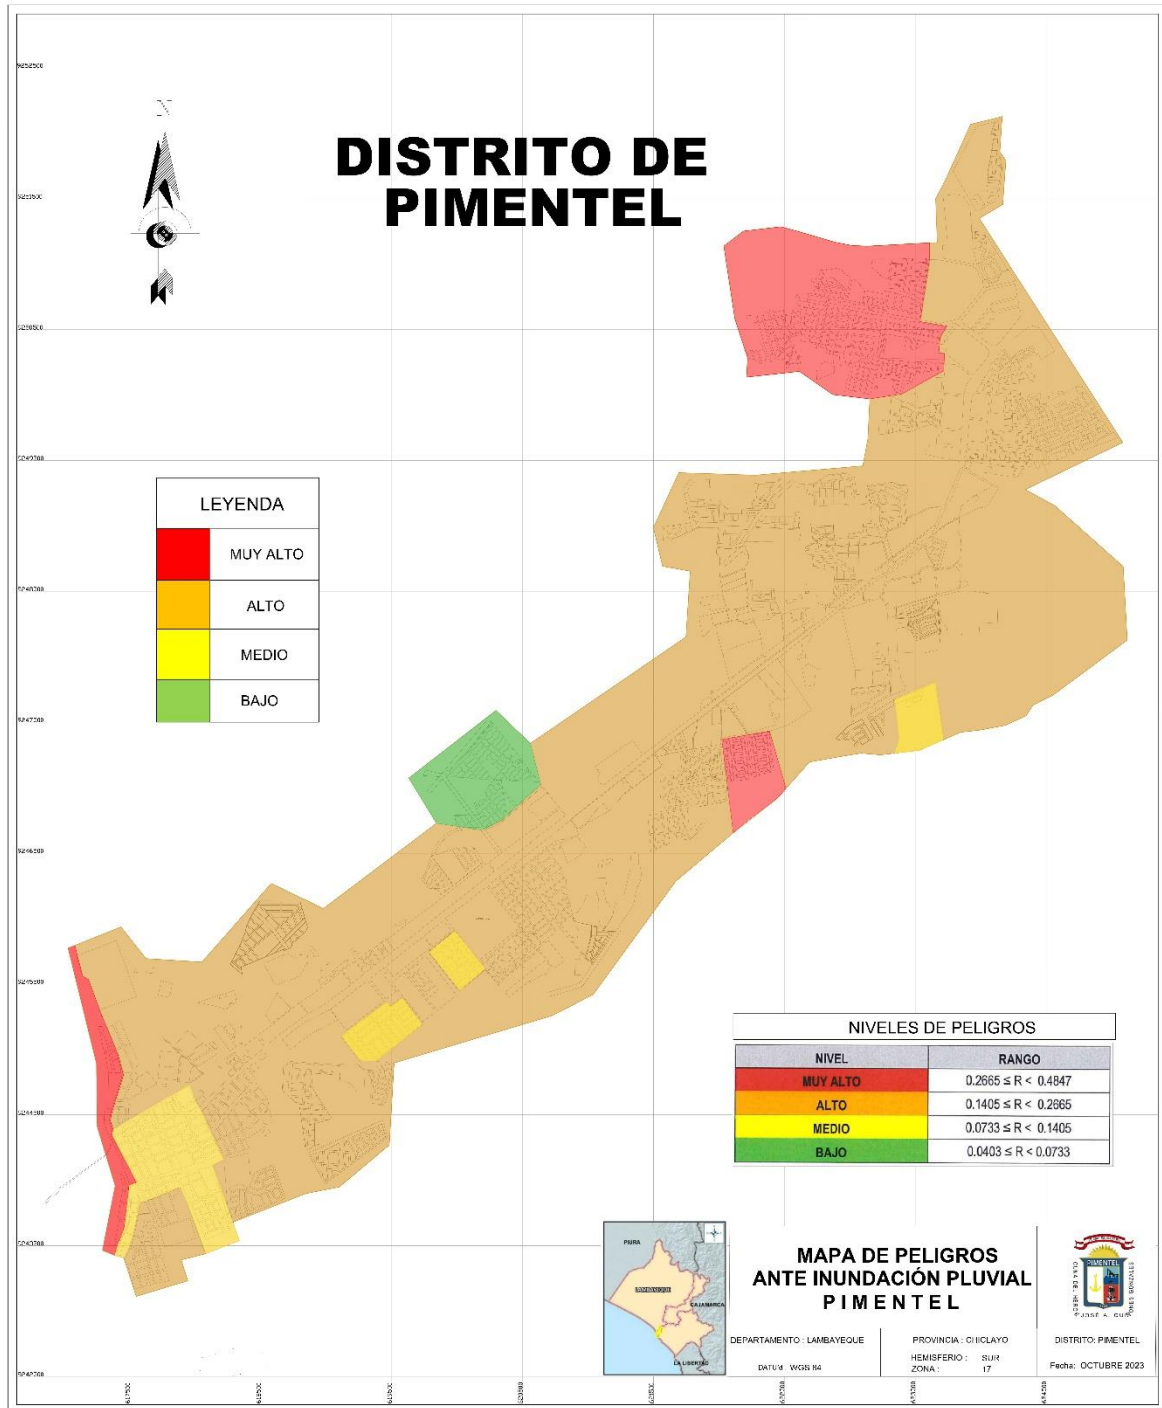 N
DISTRITO DE
PIMENTEL
LEYENDA
MUY ALTO
ALTO
MEDIO
BAJO
NIVELES DE PELIGROS
NIVEL RANGO
MUY ALTO 0.2665 ≤ R < 0.4847
ALTO 0.1405 ≤ R < 0.2665
MEDIO 0.0733 ≤ R < 0.1405
BAJO 0.0403 ≤ R < 0.0733
PIURA
LAMBAYEQUE
CAJAMARCA
LA LIBERTAD
MAPA DE PELIGROS
ANTE INUNDACIÓN PLUVIAL
PIMENTEL
PIMENTEL
DEPARTAMENTO : LAMBAYEQUE
DATUM : WGS 84
PROVINCIA : CHICLAYO
HEMISFERIO : SUR
ZONA : 17
DISTRITO: PIMENTEL
Fecha: OCTUBRE 2023